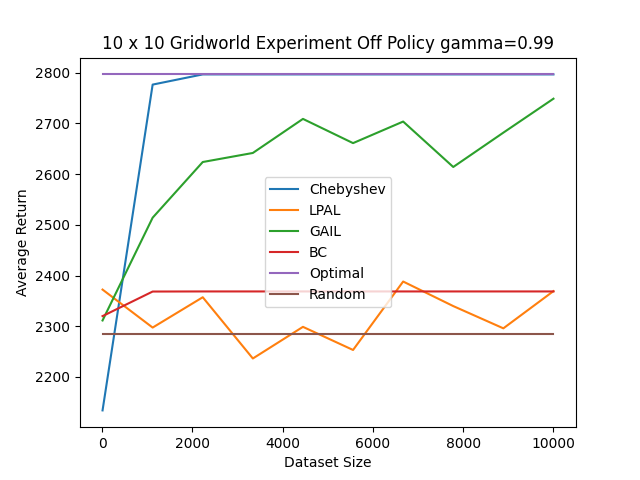 10 x 10 Gridworld Experiment Off Policy gamma=0.99
Average Return
2800
2700
2600
2500
2400
2300
2200
Chebyshev
LPAL
GAIL
BC
Optimal
Random
0
2000
4000
6000
8000
10000
Dataset Size